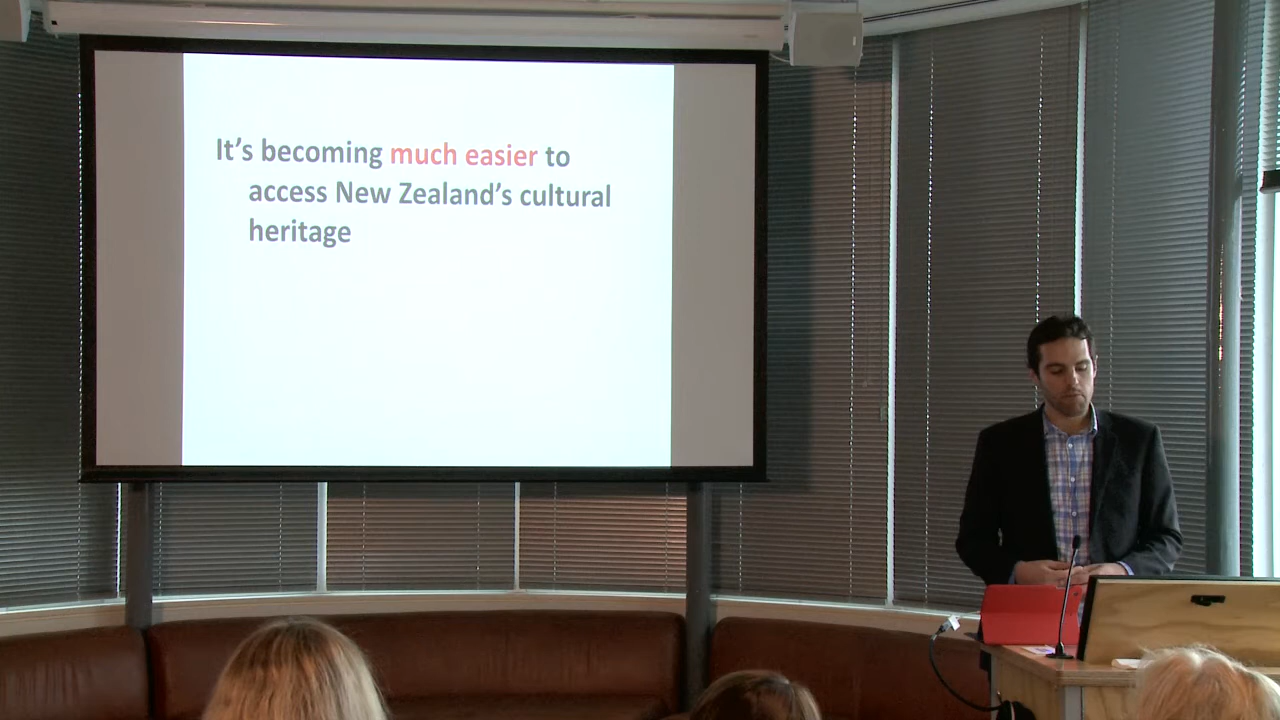 It's becoming much easier to
access New Zealand's cultural
heritage